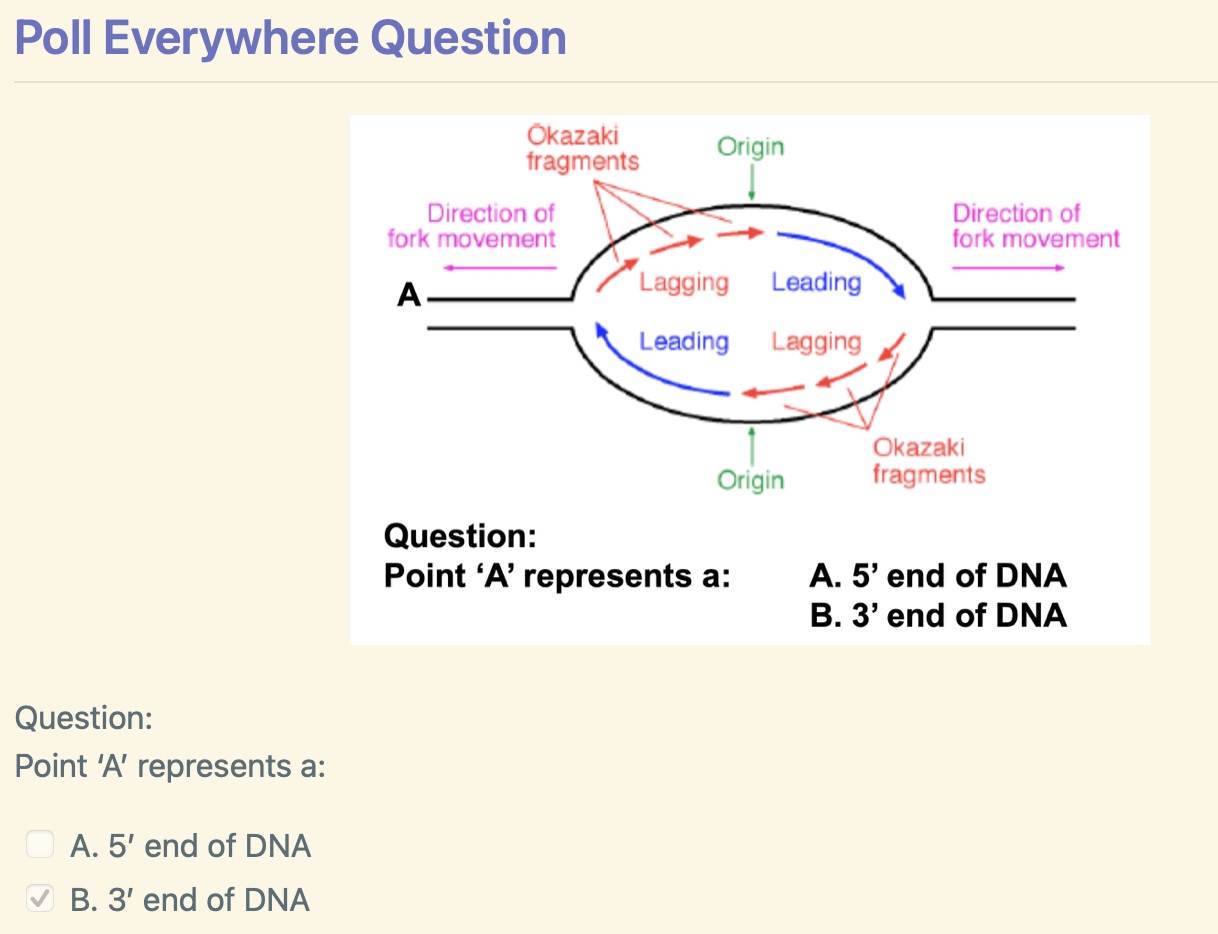 Poll Everywhere Question
Okazaki
fragments
Origin
Direction of
fork movement
Direction of
fork movement
A
Lagging
Leading
Leading
Lagging
Okazaki
fragments
Origin
Question:
Point ‘A’ represents a:
A. 5’ end of DNA
B. 3’ end of DNA
Question:
Point ‘A’ represents a:
A. 5′ end of DNA
B. 3′ end of DNA